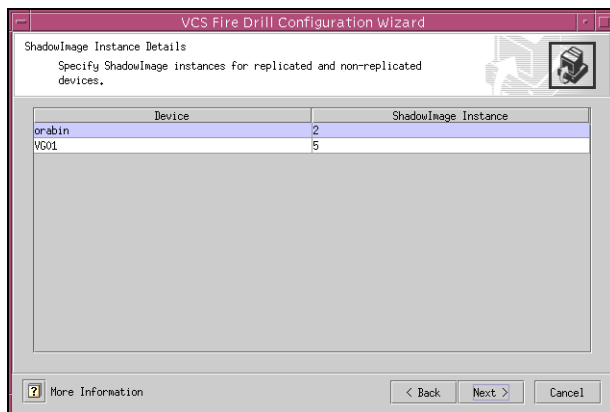 VCS Fire Drill Configuration Wizard
ShadowImage Instance Details
Specify ShadowImage instances for replicated and non-replicated
devices.
Device ShadowImage Instance
orabin 2
VG01 5
? More Information < Back Next > Cancel